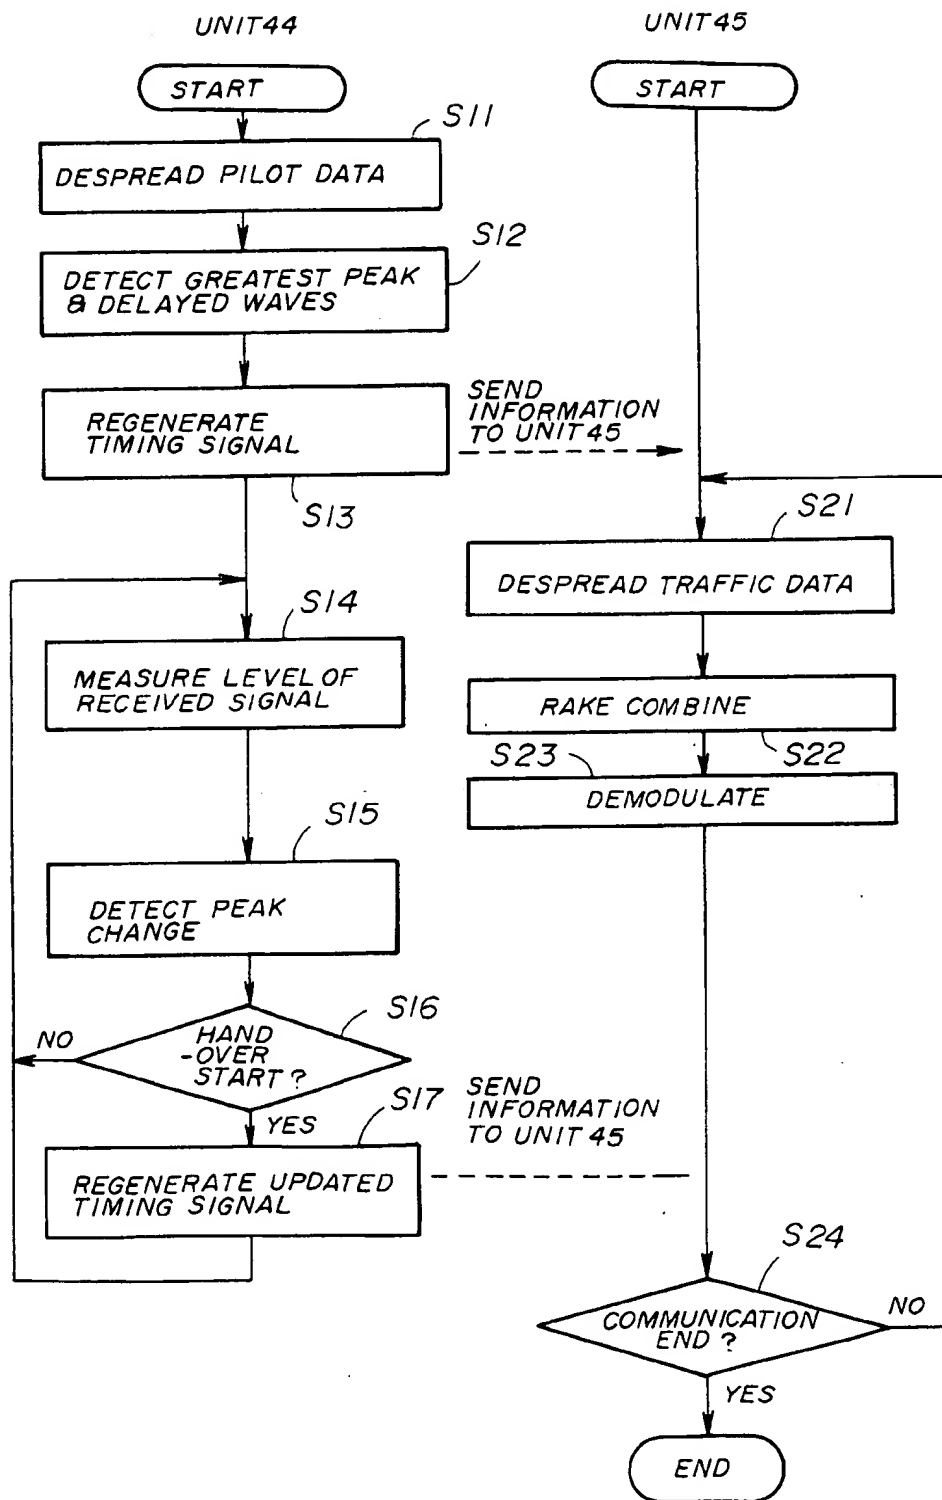 UNIT44
START
S11
DESPREAD PILOT DATA
S12
DETECT GREATEST PEAK
& DELAYED WAVES
REGENERATE
TIMING SIGNAL
S13
SEND
INFORMATION
TO UNIT45
S14
MEASURE LEVEL OF
RECEIVED SIGNAL
S15
DETECT PEAK
CHANGE
S16
HAND
-OVER
START?
NO
YES
S17
REGENERATE UPDATED
TIMING SIGNAL
SEND
INFORMATION
TO UNIT45
UNIT45
START
S21
DESPREAD TRAFFIC DATA
RAKE COMBINE
S22
S23
DEMODULATE
S24
COMMUNICATION
END?
NO
YES
END